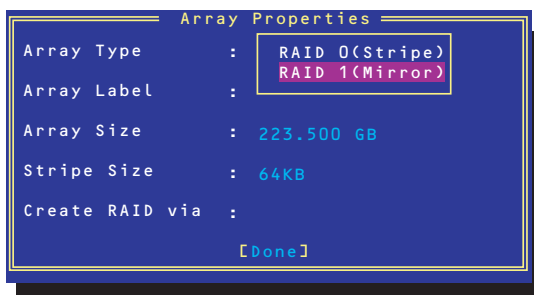 Array Properties
Array Type : RAID 0(Stripe)
RAID 1(Mirror)
Array Label :
Array Size : 223.500 GB
Stripe Size : 64KB
Create RAID via :
[Done]